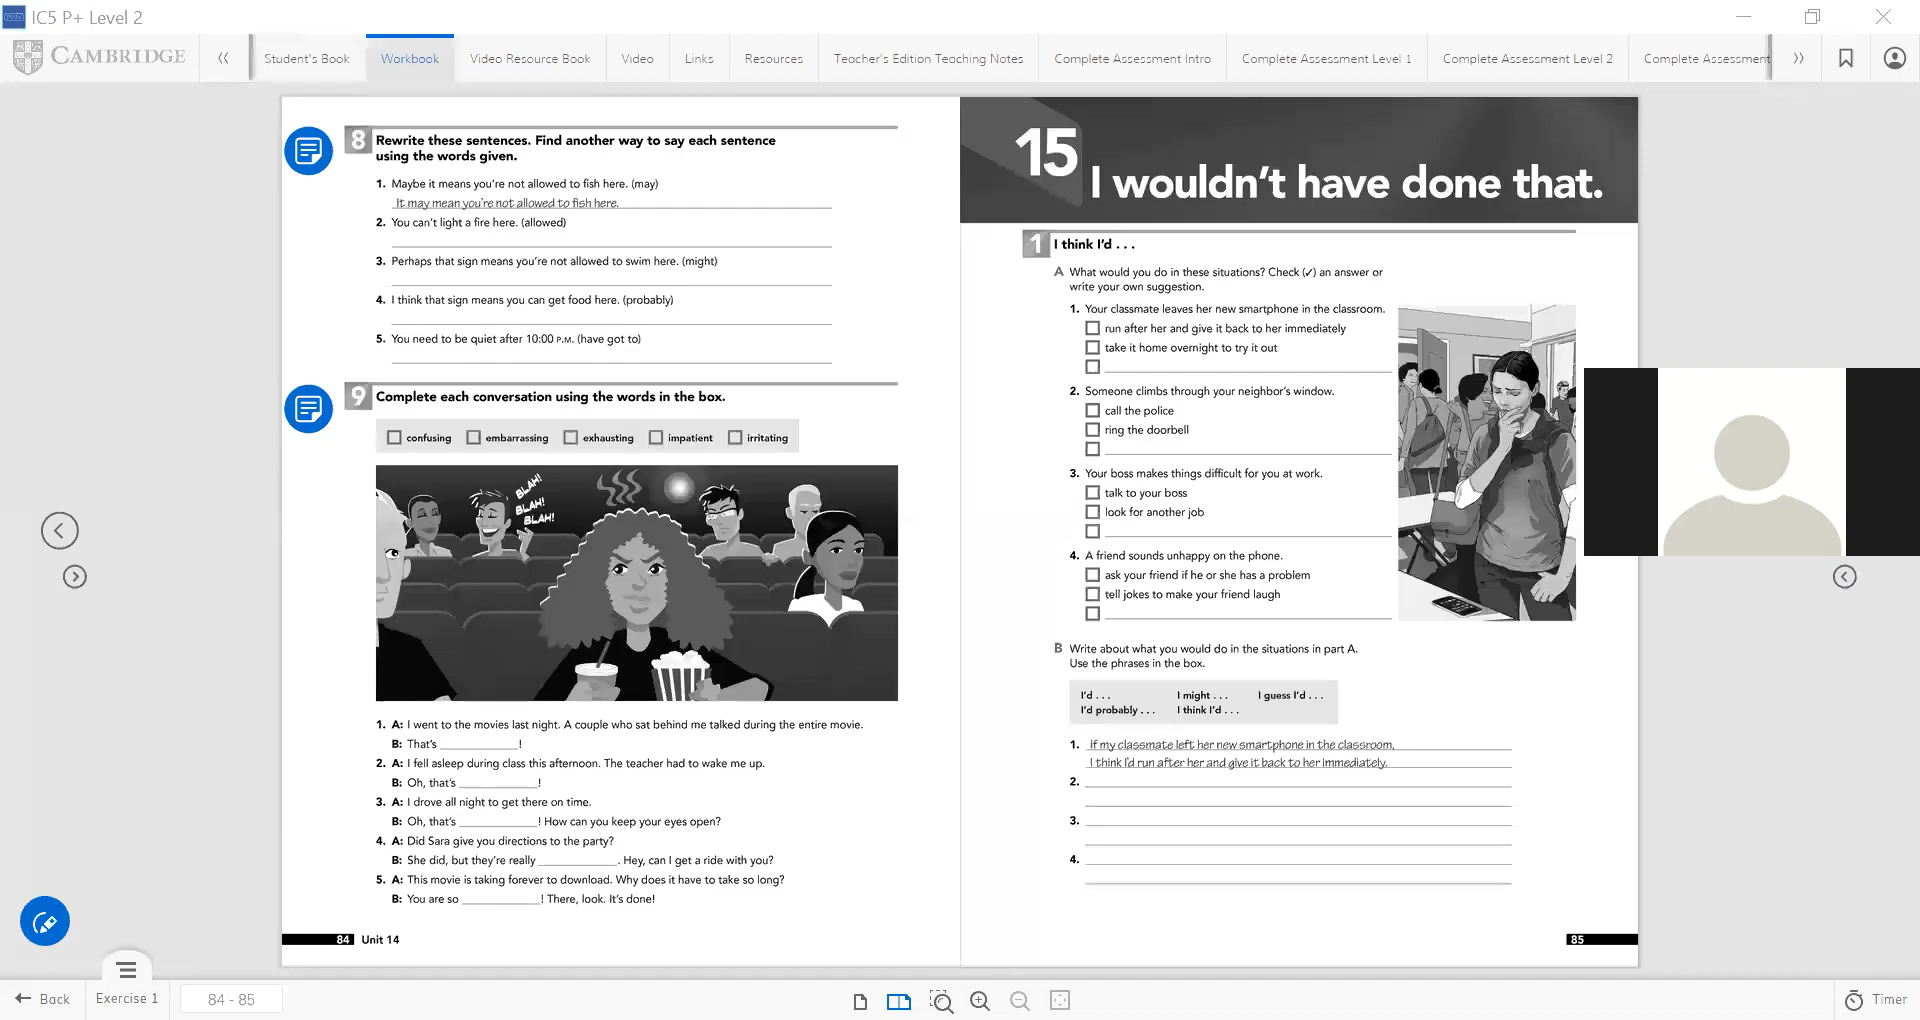 IC5 P+ Level 2
CAMBRIDGE
Student's Book
Workbook
Video Resource Book
Video
Links
Resources
Teacher's Edition Teaching Notes
Complete Assessment Intro
Complete Assessment Level 1
Complete Assessment Level 2
Complete Assessment
8 Rewrite these sentences. Find another way to say each sentence
using the words given.
1. Maybe it means you're not allowed to fish here. (may)
It may mean you're not allowed to fish here.
2. You can't light a fire here. (allowed)
3. Perhaps that sign means you're not allowed to swim here. (might)
4. I think that sign means you can get food here. (probably)
5. You need to be quiet after 10:00 P.M. (have got to)
9 Complete each conversation using the words in the box.
confusing embarrassing exhausting impatient irritating
BLAH!
BLAH!
BLAH!
1. A: I went to the movies last night. A couple who sat behind me talked during the entire movie.
B: That's ____________!
2. A: I fell asleep during class this afternoon. The teacher had to wake me up.
B: Oh, that's ____________!
3. A: I drove all night to get there on time.
B: Oh, that's ____________! How can you keep your eyes open?
4. A: Did Sara give you directions to the party?
B: She did, but they're really ____________. Hey, can I get a ride with you?
5. A: This movie is taking forever to download. Why does it have to take so long?
B: You are so ____________! There, look. It's done!
84 Unit 14
15 I wouldn't have done that.
1 I think I'd . . .
A What would you do in these situations? Check (✓) an answer or
write your own suggestion.
1. Your classmate leaves her new smartphone in the classroom.
run after her and give it back to her immediately
take it home overnight to try it out
2. Someone climbs through your neighbor's window.
call the police
ring the doorbell
3. Your boss makes things difficult for you at work.
talk to your boss
look for another job
4. A friend sounds unhappy on the phone.
ask your friend if he or she has a problem
tell jokes to make your friend laugh
B Write about what you would do in the situations in part A.
Use the phrases in the box.
I'd . . . I might . . . I guess I'd . . .
I'd probably . . . I think I'd . . .
1. If my classmate left her new smartphone in the classroom,
I think I'd run after her and give it back to her immediately.
2.
3.
4.
85
Back
Exercise 1
84 - 85
Timer